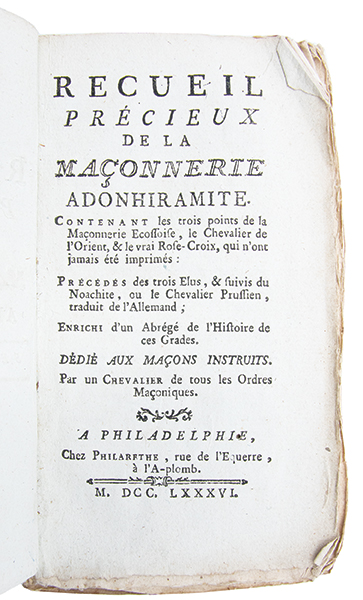 RECUEIL
PRÉCIEUX
DE LA
MAÇONNERIE
ADONHIRAMITE.
CONTENANT les trois points de la
Maçonnerie Ecossoise, le Chevalier de
l'Orient, & le vrai Rose-Croix, qui n'ont
jamais été imprimés :
PRÉCÉDÉS des trois Elus, & suivis du
Noachite, ou le Chevalier Prussien,
traduit de l'Allemand ;
ENRICHI d'un Abrégé de l'Histoire de
ces Grades.
DÉDIÉ AUX MAÇONS INSTRUITS.
Par un CHEVALIER de tous les Ordres
Maçoniques.
A PHILADELPHIE,
Chez PHILARETHE, rue de l'Equerre,
à l'A-plomb.
M. DCC. LXXXVI.